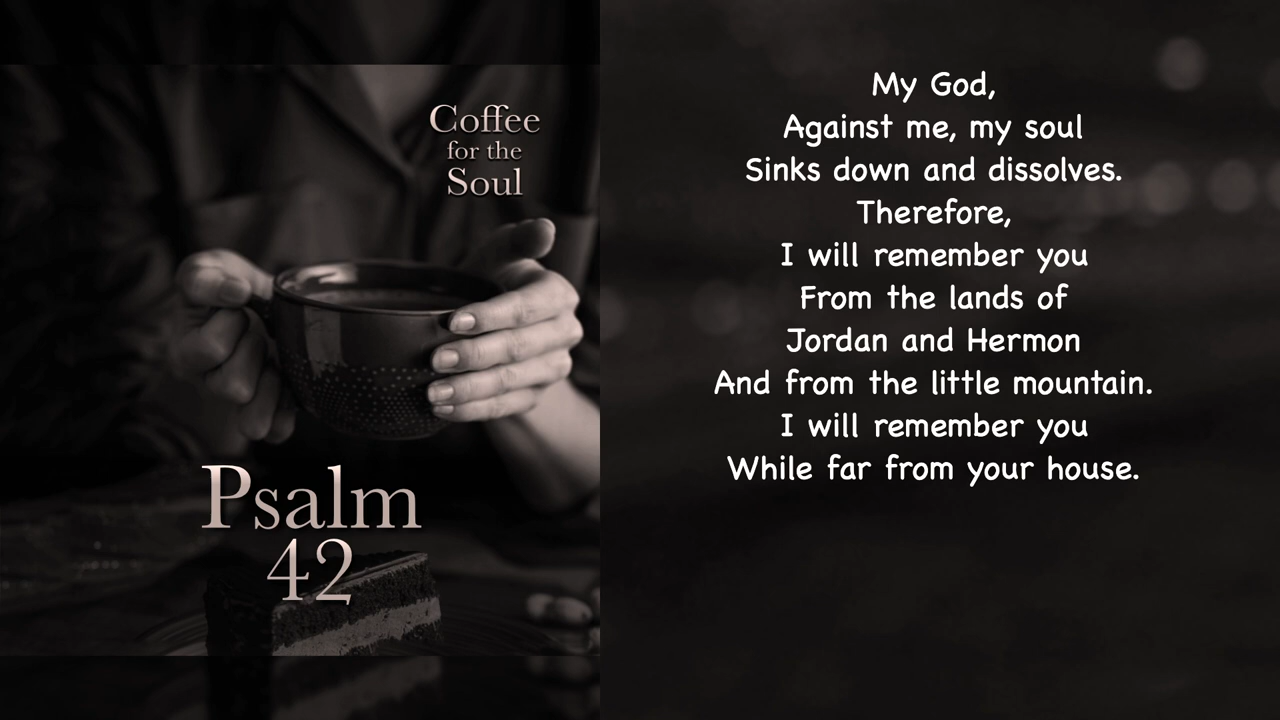 Coffee
for the
Soul
Psalm
42
My God,
Against me, my soul
Sinks down and dissolves.
Therefore,
I will remember you
From the lands of
Jordan and Hermon
And from the little mountain.
I will remember you
While far from your house.